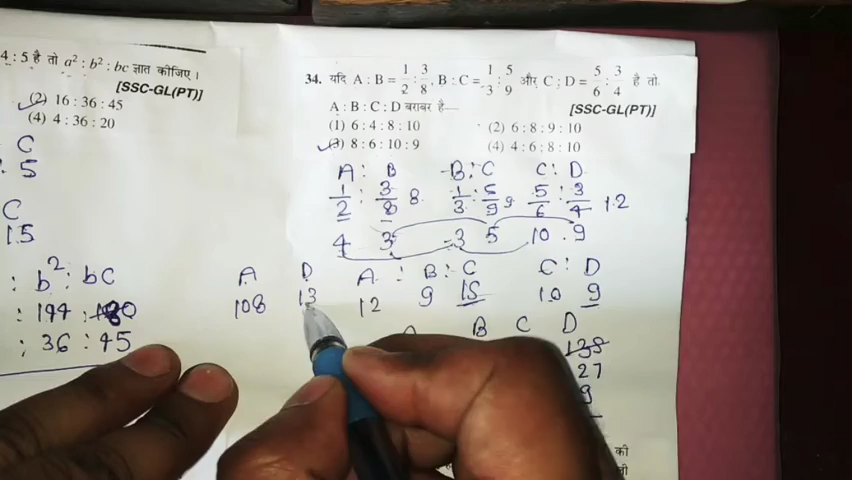 4 : 5 है तो a² : b² : bc ज्ञात कीजिए।
[SSC-GL(PT)]
(2) 16 : 36 : 45
(4) 4 : 36 : 20
C
5
C
15
: b² : bC
: 144 : 180
: 36 : 45
34. यदि A : B = 1/2 : 3/8, B : C = 1/3 : 5/9 और C : D = 5/6 : 3/4 है तो
A : B : C : D बराबर है—
[SSC-GL(PT)]
(1) 6 : 4 : 8 : 10 (2) 6 : 8 : 9 : 10
(3) 8 : 6 : 10 : 9 (4) 4 : 6 : 8 : 10
A : B B : C C : D
1/2 : 3/8 8 1/3 : 5/9 9 5/6 : 3/4 12
4 3 3 5 10 . 9
A D A : B : C C : D
108 13 12 9 15 10 9
B C D
138
27
9
की